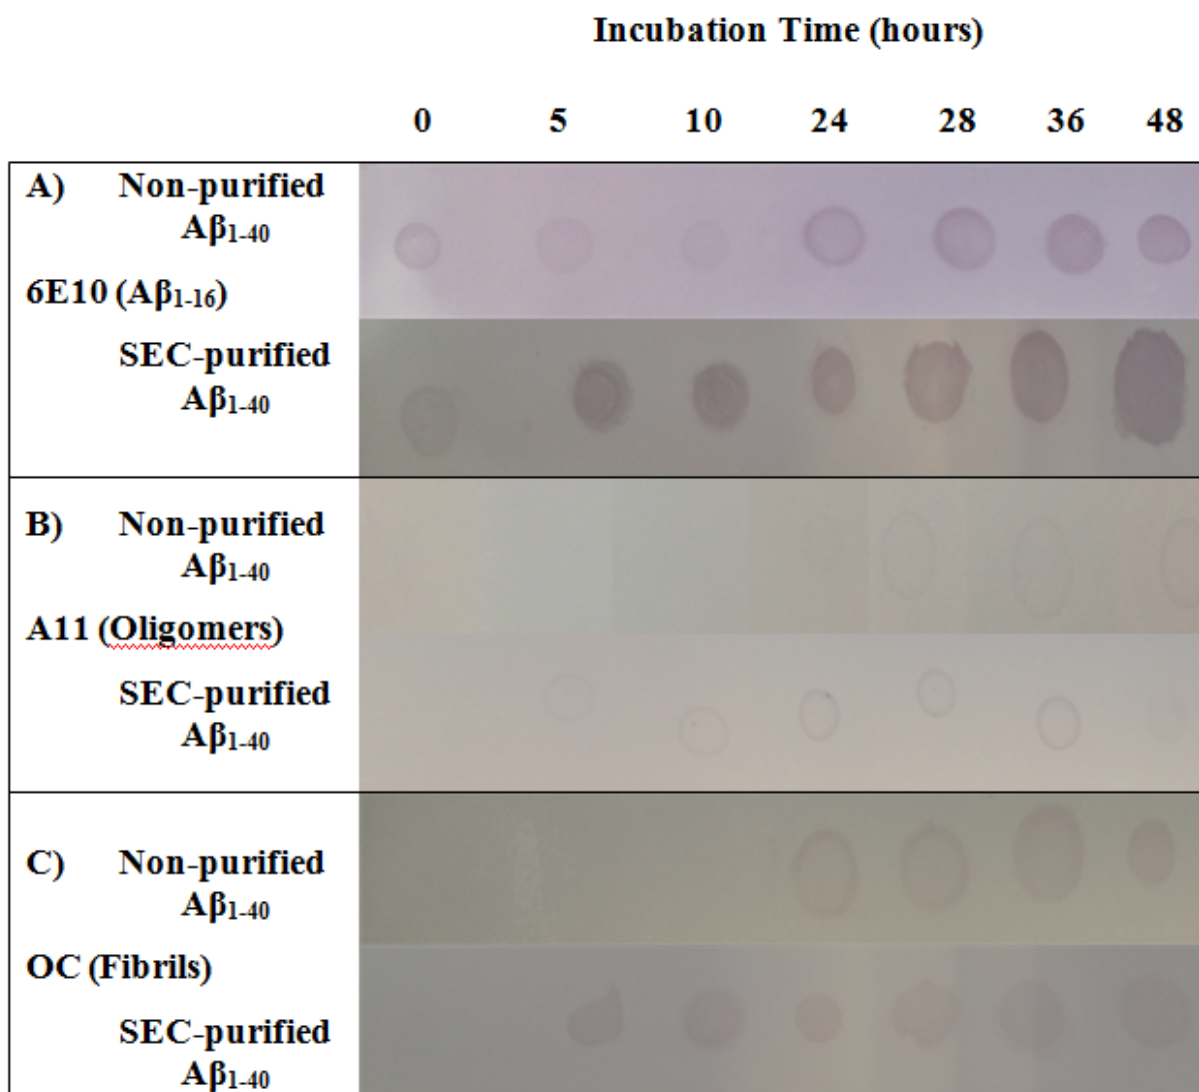 Incubation Time (hours)
0 5 10 24 28 36 48
A) Non-purified
Aβ₁₋₄₀
6E10 (Aβ₁₋₁₆)
SEC-purified
Aβ₁₋₄₀
B) Non-purified
Aβ₁₋₄₀
A11 (Oligomers)
SEC-purified
Aβ₁₋₄₀
C) Non-purified
Aβ₁₋₄₀
OC (Fibrils)
SEC-purified
Aβ₁₋₄₀